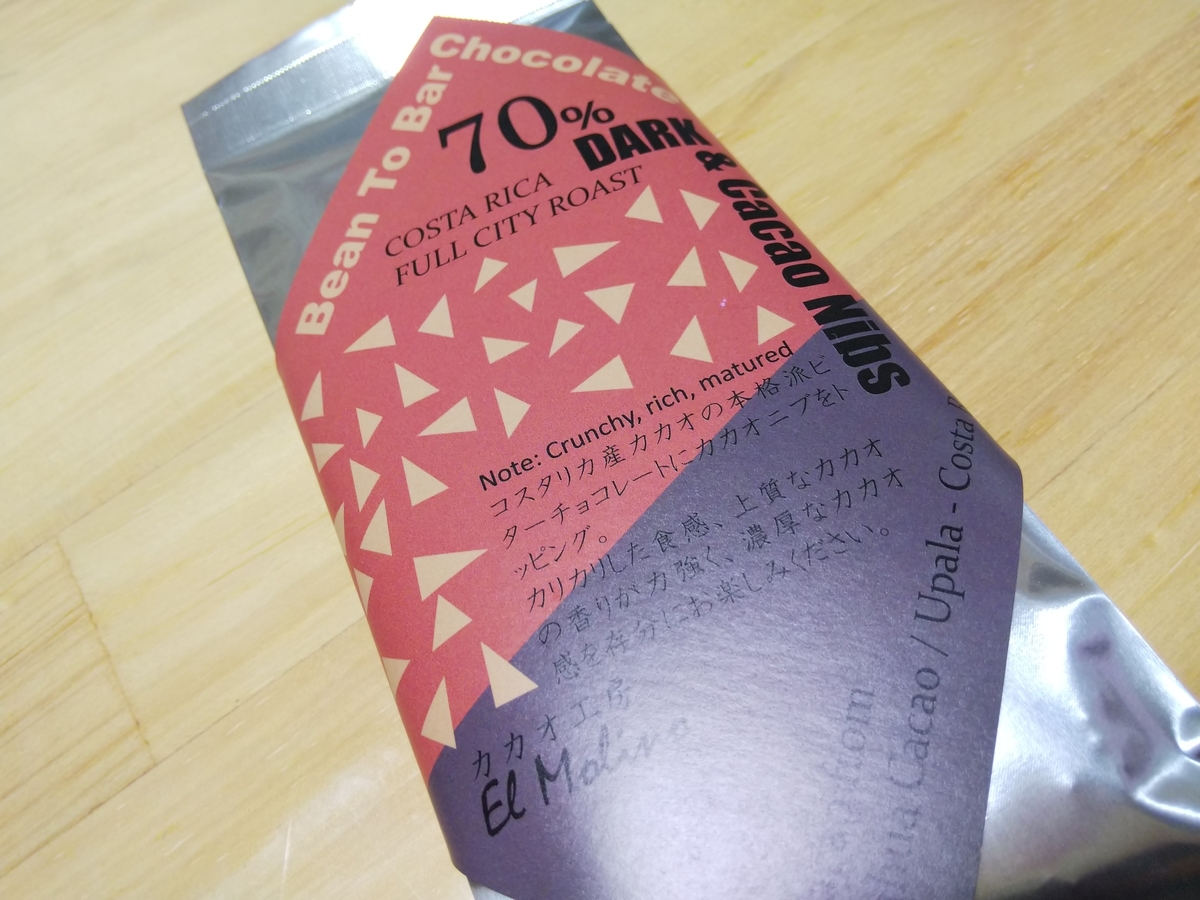 Bean To Bar
Chocolate
70%
DARK
& Cacao Nibs
COSTA RICA
FULL CITY ROAST
Note: Crunchy, rich, matured
コスタリカ産カカオの本格派ビ
ターチョコレートにカカオニブをト
ッピング。
カリカリした食感、上質なカカオ
の香りが力強く、濃厚なカカオ
感を存分にお楽しみください。
カカオ工房
El Molino
Cacao / Upala - Costa